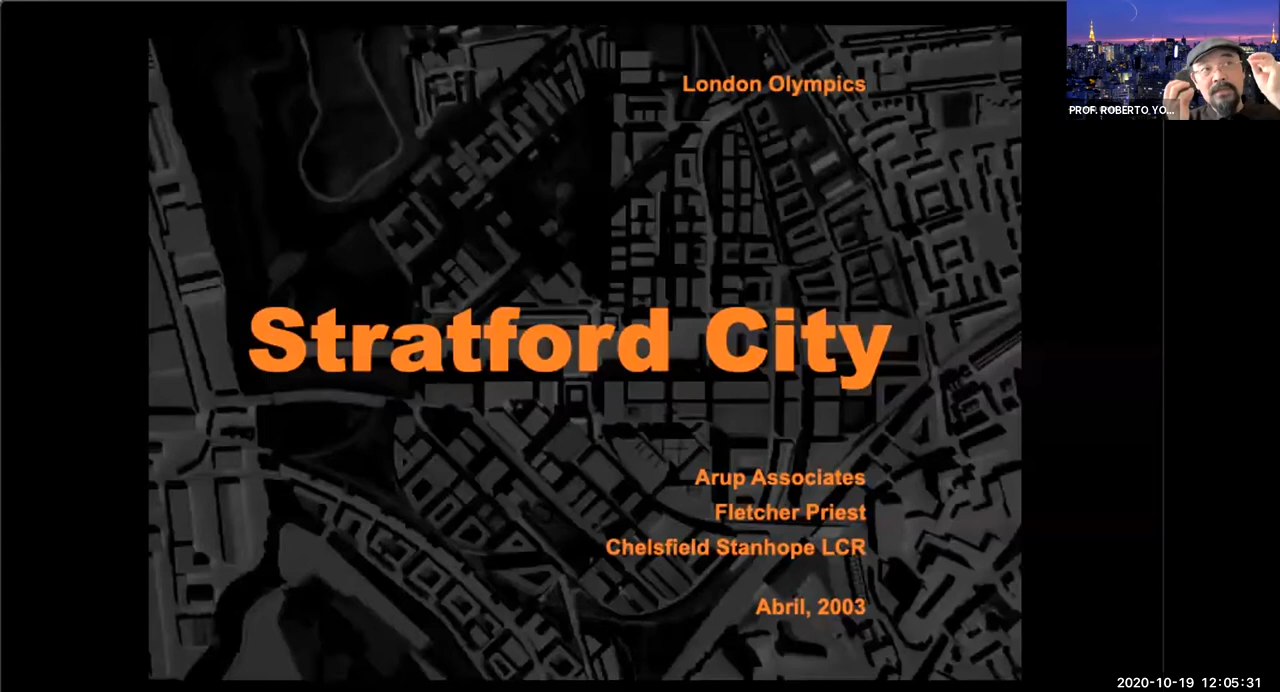 London Olympics
PROF. ROBERTO YO...
Stratford City
Arup Associates
Fletcher Priest
Chelsfield Stanhope LCR
Abril, 2003
2020-10-19 12:05:31